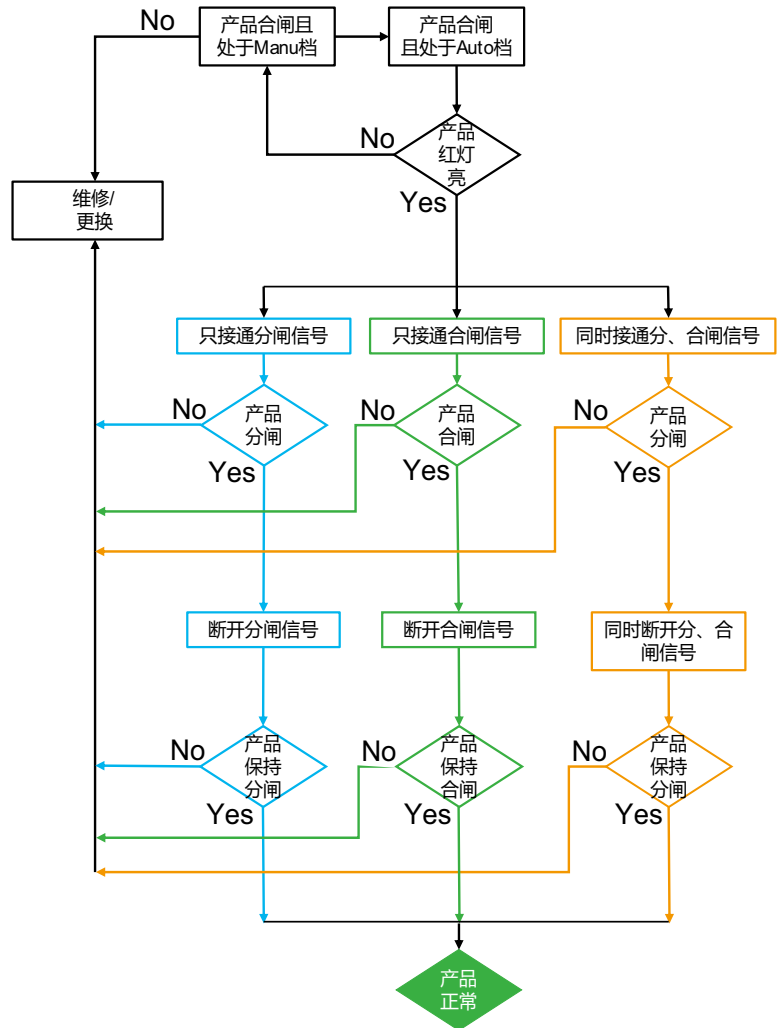 No
产品合闸且
处于Manu档
产品合闸
且处于Auto档
No
产品
红灯
亮
Yes
维修/
更换
只接通分闸信号
只接通合闸信号
同时接通分、合闸信号
No
产品
分闸
Yes
No
产品
合闸
Yes
No
产品
分闸
Yes
断开分闸信号
断开合闸信号
同时断开分、合
闸信号
No
产品
保持
分闸
Yes
No
产品
保持
合闸
Yes
No
产品
保持
分闸
Yes
产品
正常